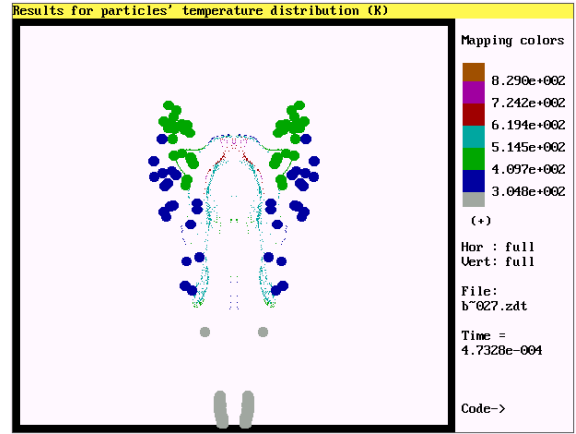 Results for particles' temperature distribution (K)
Mapping colors
8.290e+002
7.242e+002
6.194e+002
5.145e+002
4.097e+002
3.048e+002
(+)
Hor : full
Vert: full
File:
b~027.zdt
Time =
4.7328e-004
Code->